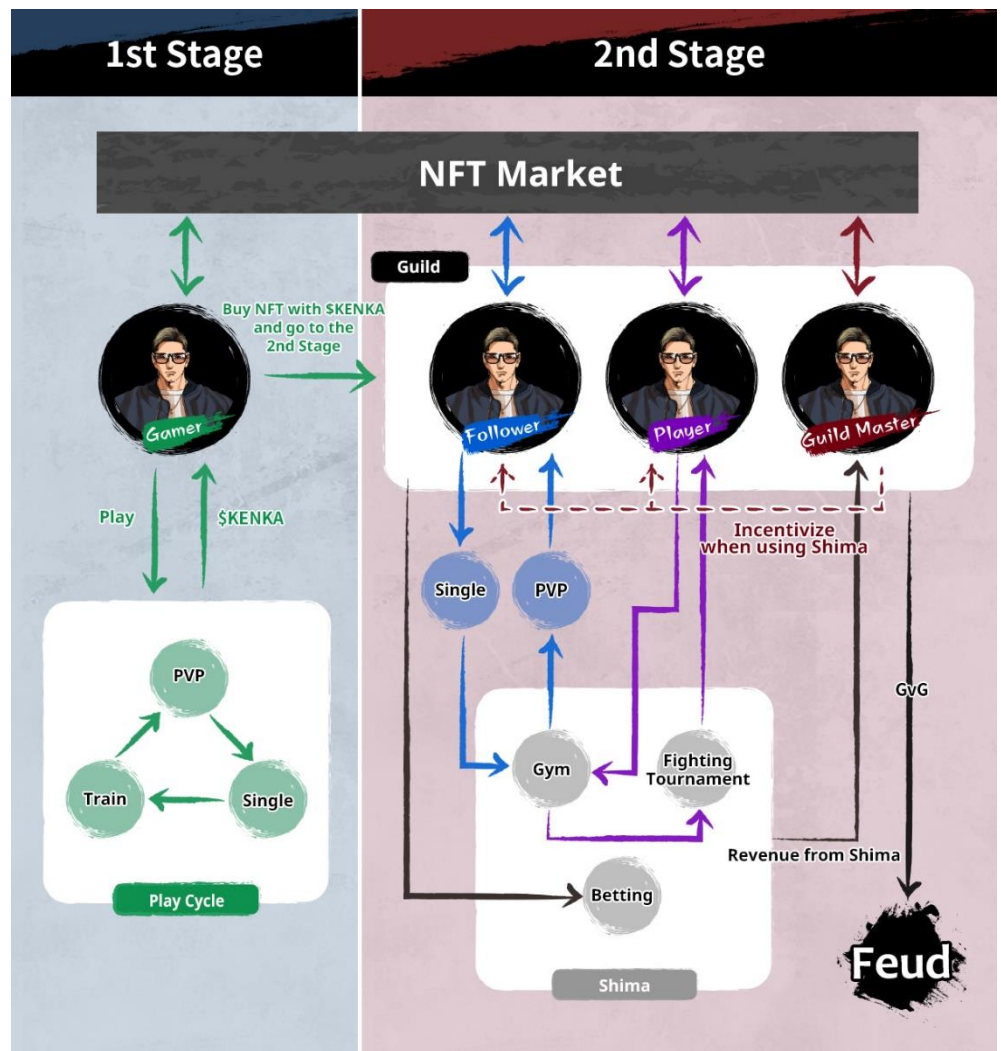 1st Stage
2nd Stage
NFT Market
Guild
Buy NFT with $KENKA
and go to the
2nd Stage
Gamer
Follower
Player
Guild Master
Play
$KENKA
Incentivize
when using Shima
Single
PVP
PVP
Train
Single
Play Cycle
GvG
Gym
Fighting
Tournament
Revenue from Shima
Betting
Shima
Feud